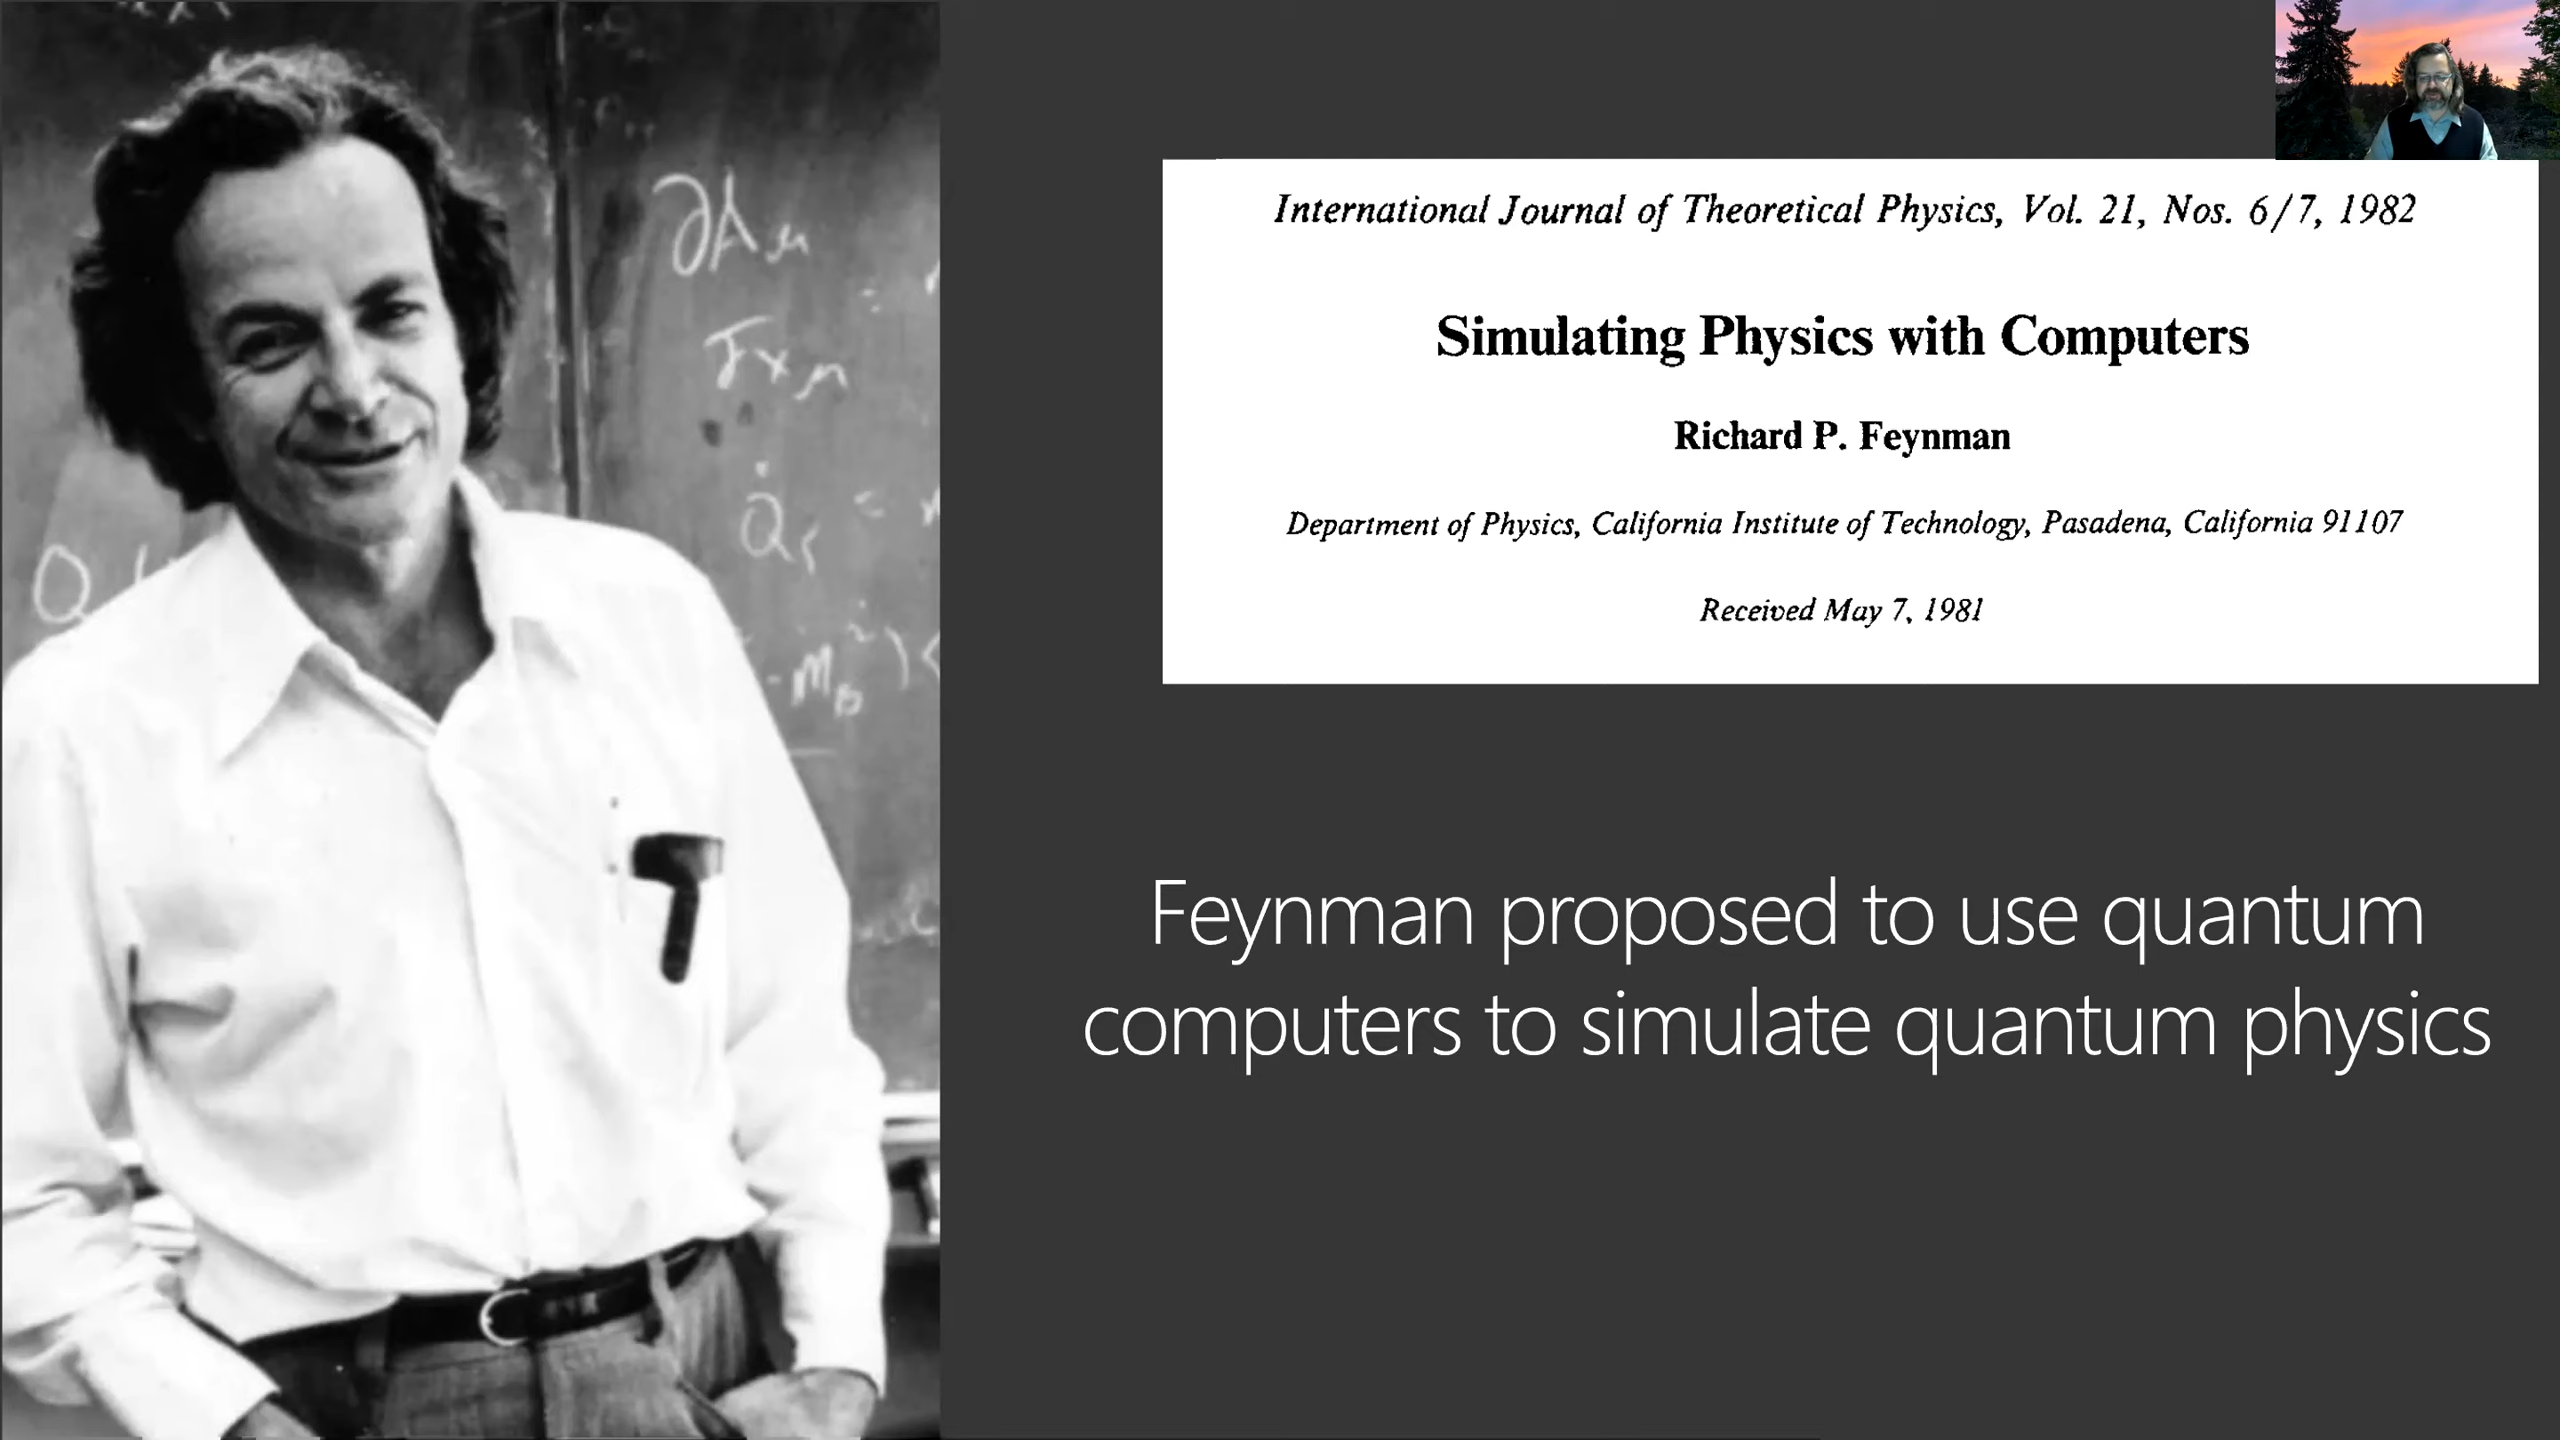 ∂Aμ
International Journal of Theoretical Physics, Vol. 21, Nos. 6/7, 1982
Simulating Physics with Computers
Richard P. Feynman
Department of Physics, California Institute of Technology, Pasadena, California 91107
Received May 7, 1981
Feynman proposed to use quantum
computers to simulate quantum physics